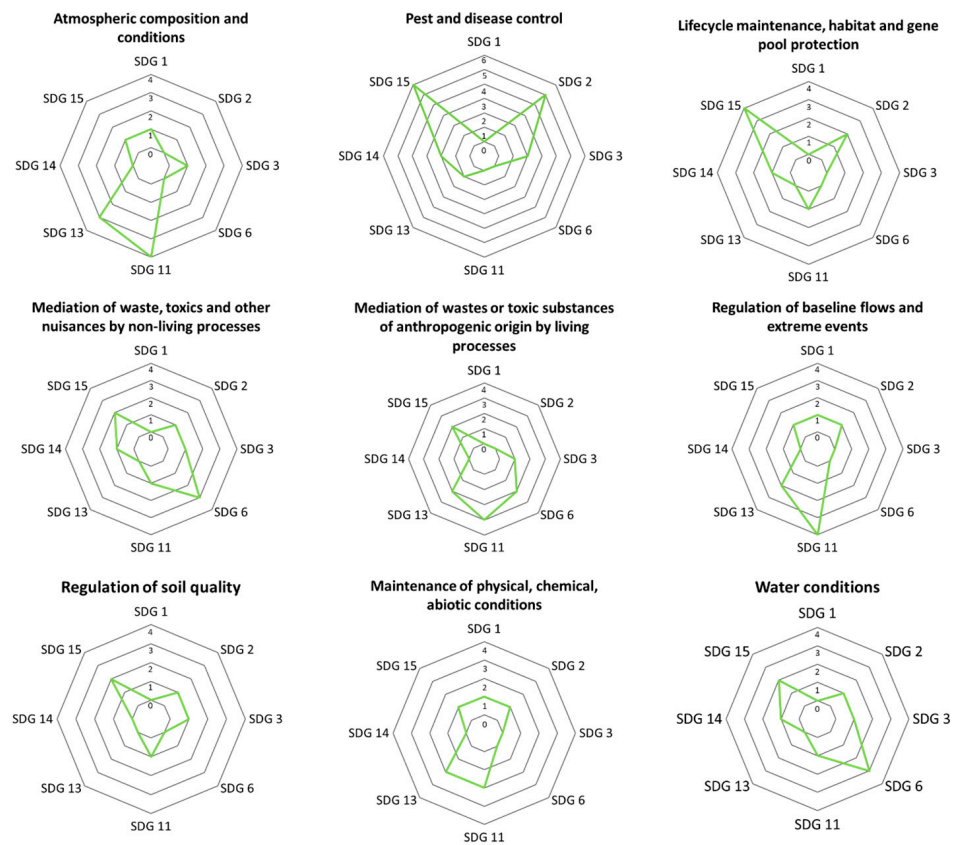 Atmospheric composition and
conditions
SDG 1
SDG 2
SDG 3
SDG 6
SDG 11
SDG 13
SDG 14
SDG 15
4
3
2
1
0
Pest and disease control
SDG 1
SDG 2
SDG 3
SDG 6
SDG 11
SDG 13
SDG 14
SDG 15
6
5
4
3
2
1
0
Lifecycle maintenance, habitat and gene
pool protection
SDG 1
SDG 2
SDG 3
SDG 6
SDG 11
SDG 13
SDG 14
SDG 15
4
3
2
1
0
Mediation of waste, toxics and other
nuisances by non-living processes
SDG 1
SDG 2
SDG 3
SDG 6
SDG 11
SDG 13
SDG 14
SDG 15
4
3
2
1
0
Mediation of wastes or toxic substances
of anthropogenic origin by living
processes
SDG 1
SDG 2
SDG 3
SDG 6
SDG 11
SDG 13
SDG 14
SDG 15
4
3
2
1
0
Regulation of baseline flows and
extreme events
SDG 1
SDG 2
SDG 3
SDG 6
SDG 11
SDG 13
SDG 14
SDG 15
4
3
2
1
0
Regulation of soil quality
SDG 1
SDG 2
SDG 3
SDG 6
SDG 11
SDG 13
SDG 14
SDG 15
4
3
2
1
0
Maintenance of physical, chemical,
abiotic conditions
SDG 1
SDG 2
SDG 3
SDG 6
SDG 11
SDG 13
SDG 14
SDG 15
4
3
2
1
0
Water conditions
SDG 1
SDG 2
SDG 3
SDG 6
SDG 11
SDG 13
SDG 14
SDG 15
4
3
2
1
0